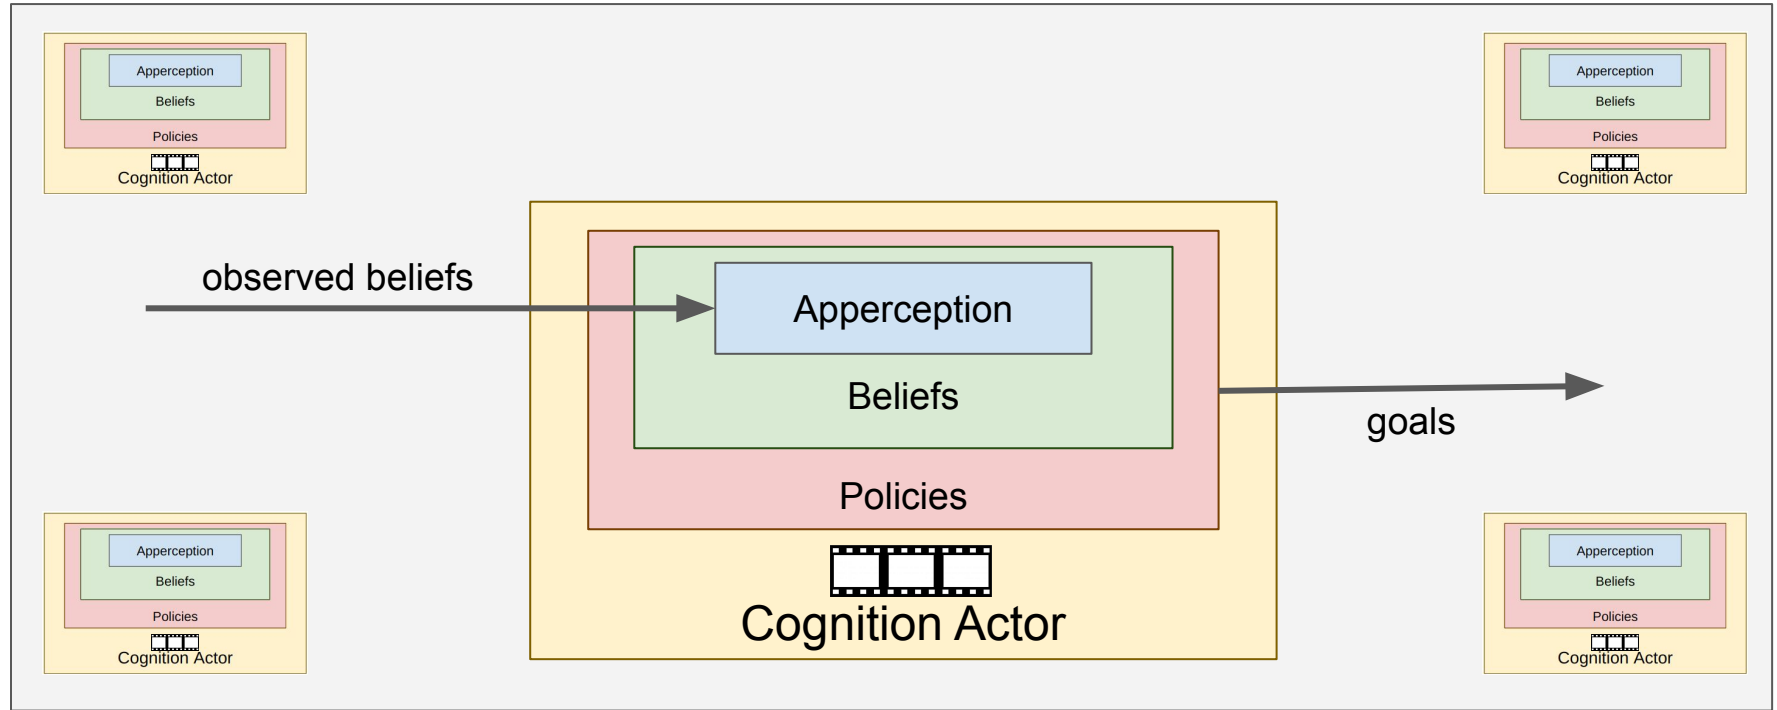 Apperception
Beliefs
Policies
Cognition Actor
Apperception
Beliefs
Policies
Cognition Actor
observed beliefs
Apperception
Beliefs
Policies
Cognition Actor
goals
Apperception
Beliefs
Policies
Cognition Actor
Apperception
Beliefs
Policies
Cognition Actor